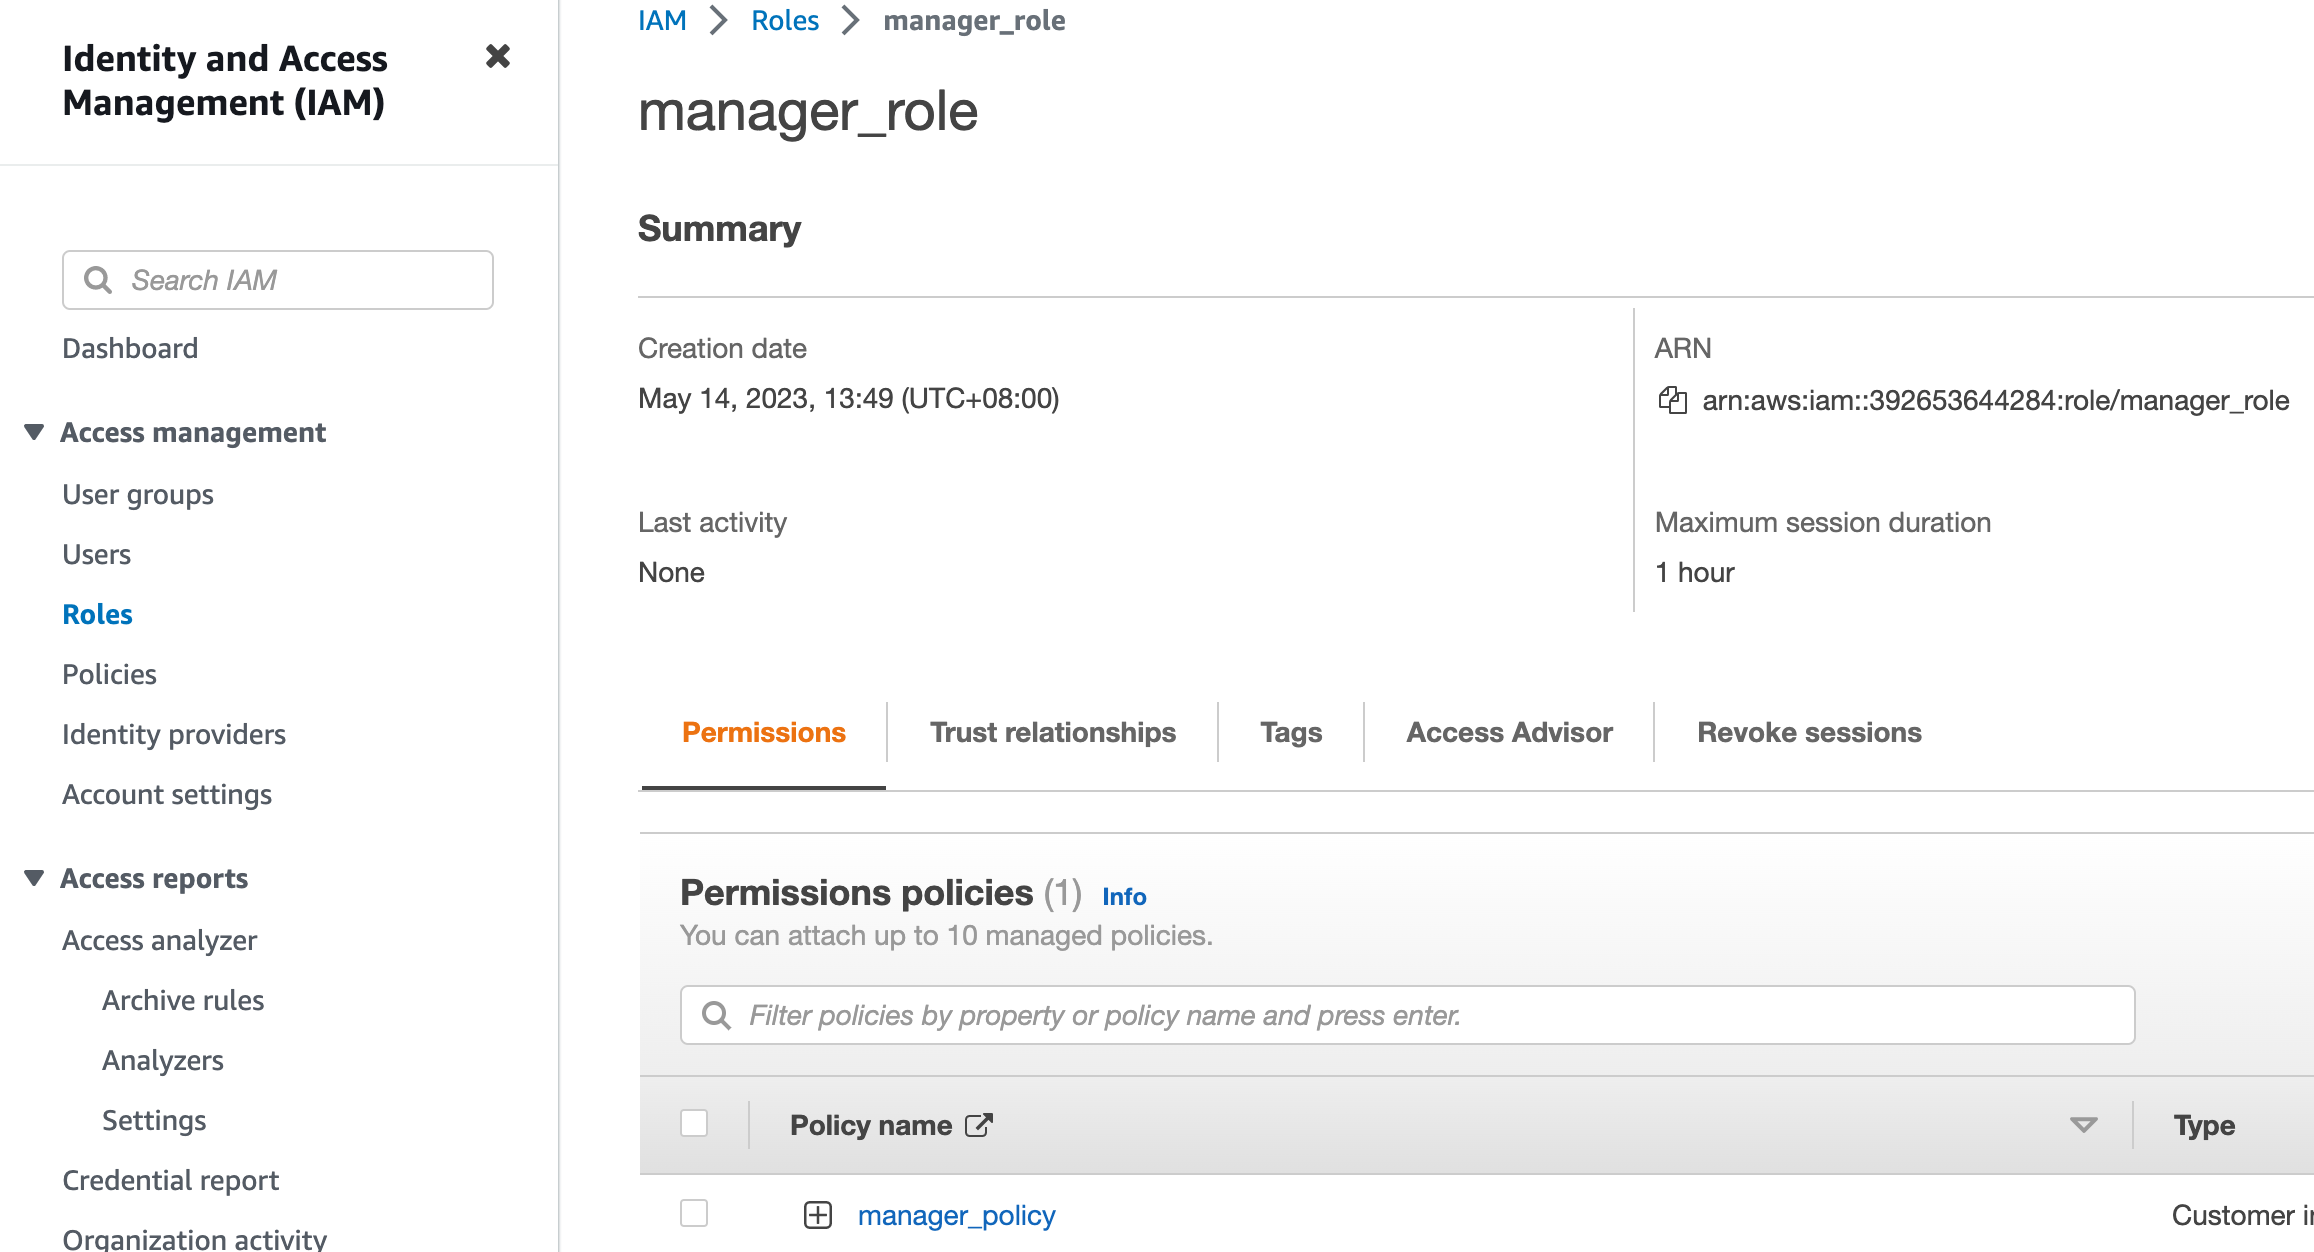 Identity and Access
Management (IAM)
Search IAM
Dashboard
Access management
User groups
Users
Roles
Policies
Identity providers
Account settings
Access reports
Access analyzer
Archive rules
Analyzers
Settings
Credential report
Organization activity
IAM > Roles > manager_role
manager_role
Summary
Creation date
May 14, 2023, 13:49 (UTC+08:00)
ARN
arn:aws:iam::392653644284:role/manager_role
Last activity
None
Maximum session duration
1 hour
Permissions Trust relationships Tags Access Advisor Revoke sessions
Permissions policies (1) Info
You can attach up to 10 managed policies.
Filter policies by property or policy name and press enter.
Policy name Type
manager_policy Customer